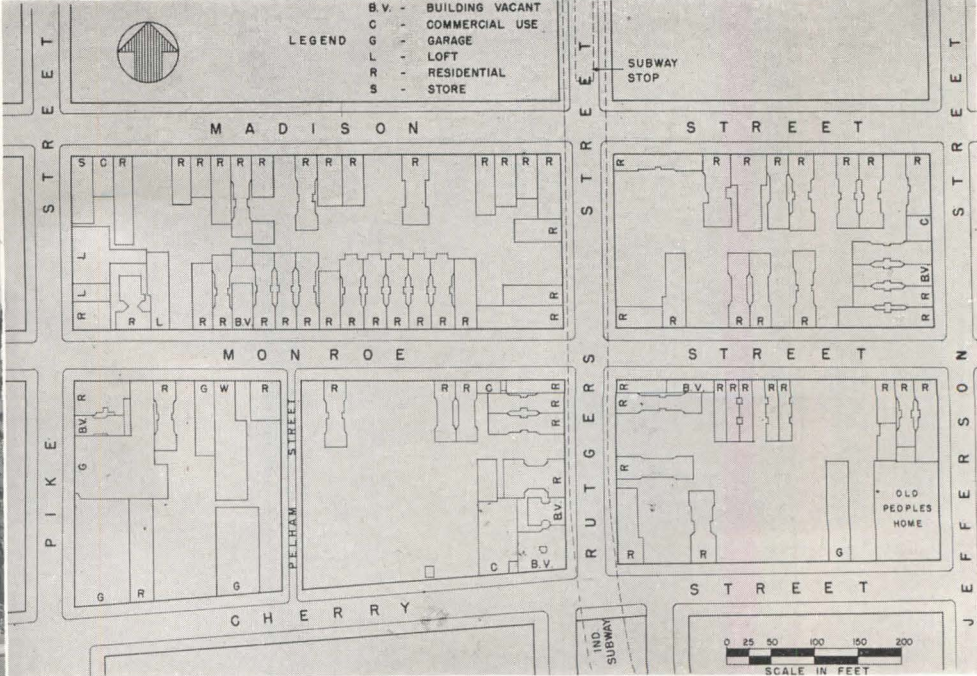 B.V. - BUILDING VACANT
C - COMMERCIAL USE
LEGEND G - GARAGE
L - LOFT
R - RESIDENTIAL
S - STORE
SUBWAY
STOP
STREET
STREET
STREET
MADISON STREET
S C R R R R R R R R R R R R R R
R R R R R R R R
L
L
R
R
R
R L R R B.V. R R R R R R R R R R
R
C
B.V.
R
R
R
R R R R
STREET
STREET
MONROE STREET
R
B.V.
G
R G W R
G R G
PELHAM STREET
R R R C R
R
R
R
B.V.
C B.V.
R B.V. R R R R R R R R
R
R
R R G
OLD
PEOPLES
HOME
PIKE
RUTGERS
JEFFERSON
CHERRY STREET
IND.
SUBWAY
0 25 50 100 150 200
SCALE IN FEET